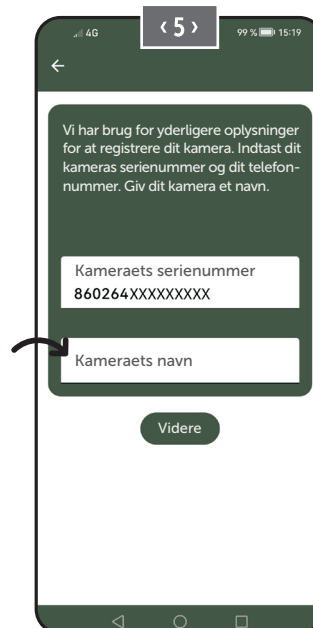 4G
‹ 5 ›
99 % 15:19
Vi har brug for yderligere oplysninger
for at registrere dit kamera. Indtast dit
kameras serienummer og dit telefon-
nummer. Giv dit kamera et navn.
Kameraets serienummer
860264XXXXXXXXX
Kameraets navn
Videre